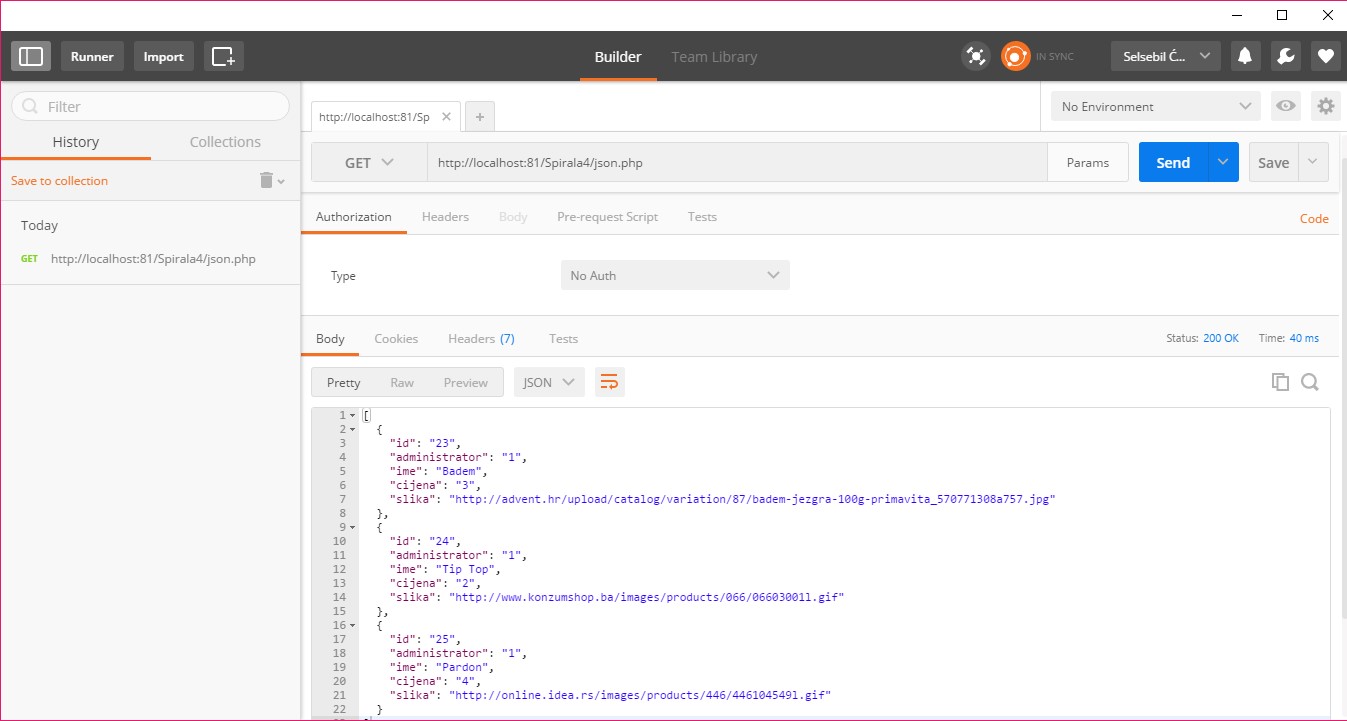 Runner Import Builder Team Library IN SYNC Selsebil Ć...
Filter
History Collections
Save to collection
Today
GET http://localhost:81/Spirala4/json.php
http://localhost:81/Sp
No Environment
GET http://localhost:81/Spirala4/json.php Params Send Save
Authorization Headers Body Pre-request Script Tests Code
Type No Auth
Body Cookies Headers (7) Tests Status: 200 OK Time: 40 ms
Pretty Raw Preview JSON
1 [
2 {
3 "id": "23",
4 "administrator": "1",
5 "ime": "Badem",
6 "cijena": "3",
7 "slika": "http://advent.hr/upload/catalog/variation/87/badem-jezgra-100g-primavita_570771308a757.jpg"
8 },
9 {
10 "id": "24",
11 "administrator": "1",
12 "ime": "Tip Top",
13 "cijena": "2",
14 "slika": "http://www.konzumshop.ba/images/products/066/06603001l.gif"
15 },
16 {
17 "id": "25",
18 "administrator": "1",
19 "ime": "Pardon",
20 "cijena": "4",
21 "slika": "http://online.idea.rs/images/products/446/446104549l.gif"
22 }